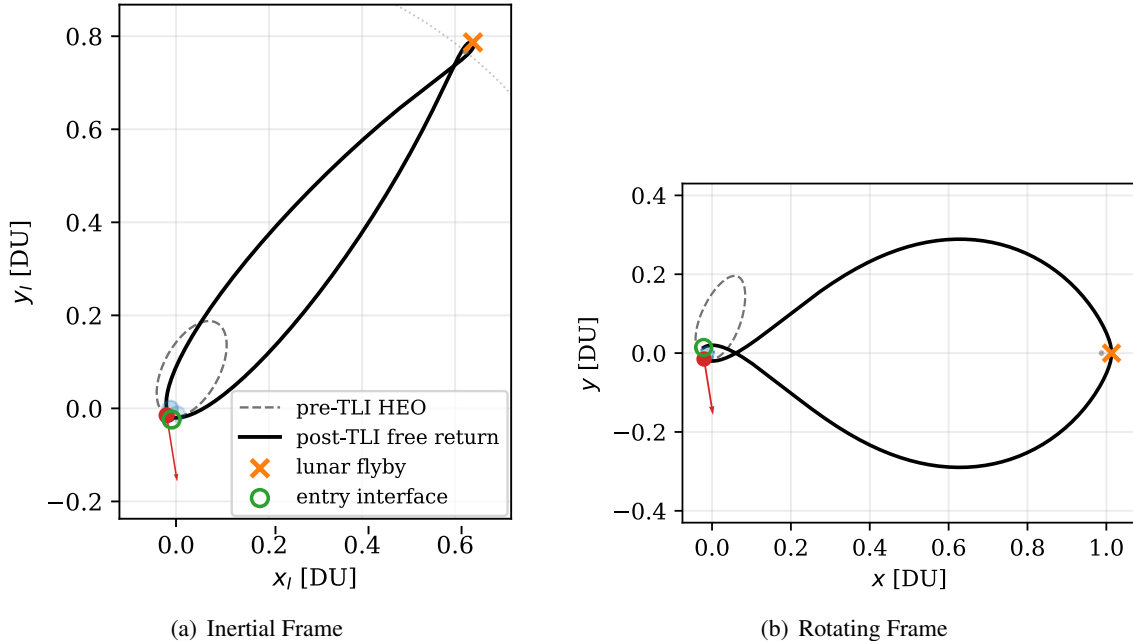 0.8
0.6
0.4
0.2
0.0
−0.2
y_I [DU]
0.0
0.2
0.4
0.6
x_I [DU]
pre-TLI HEO
post-TLI free return
lunar flyby
entry interface
(a) Inertial Frame
0.4
0.2
0.0
−0.2
−0.4
y [DU]
0.0
0.2
0.4
0.6
0.8
1.0
x [DU]
(b) Rotating Frame